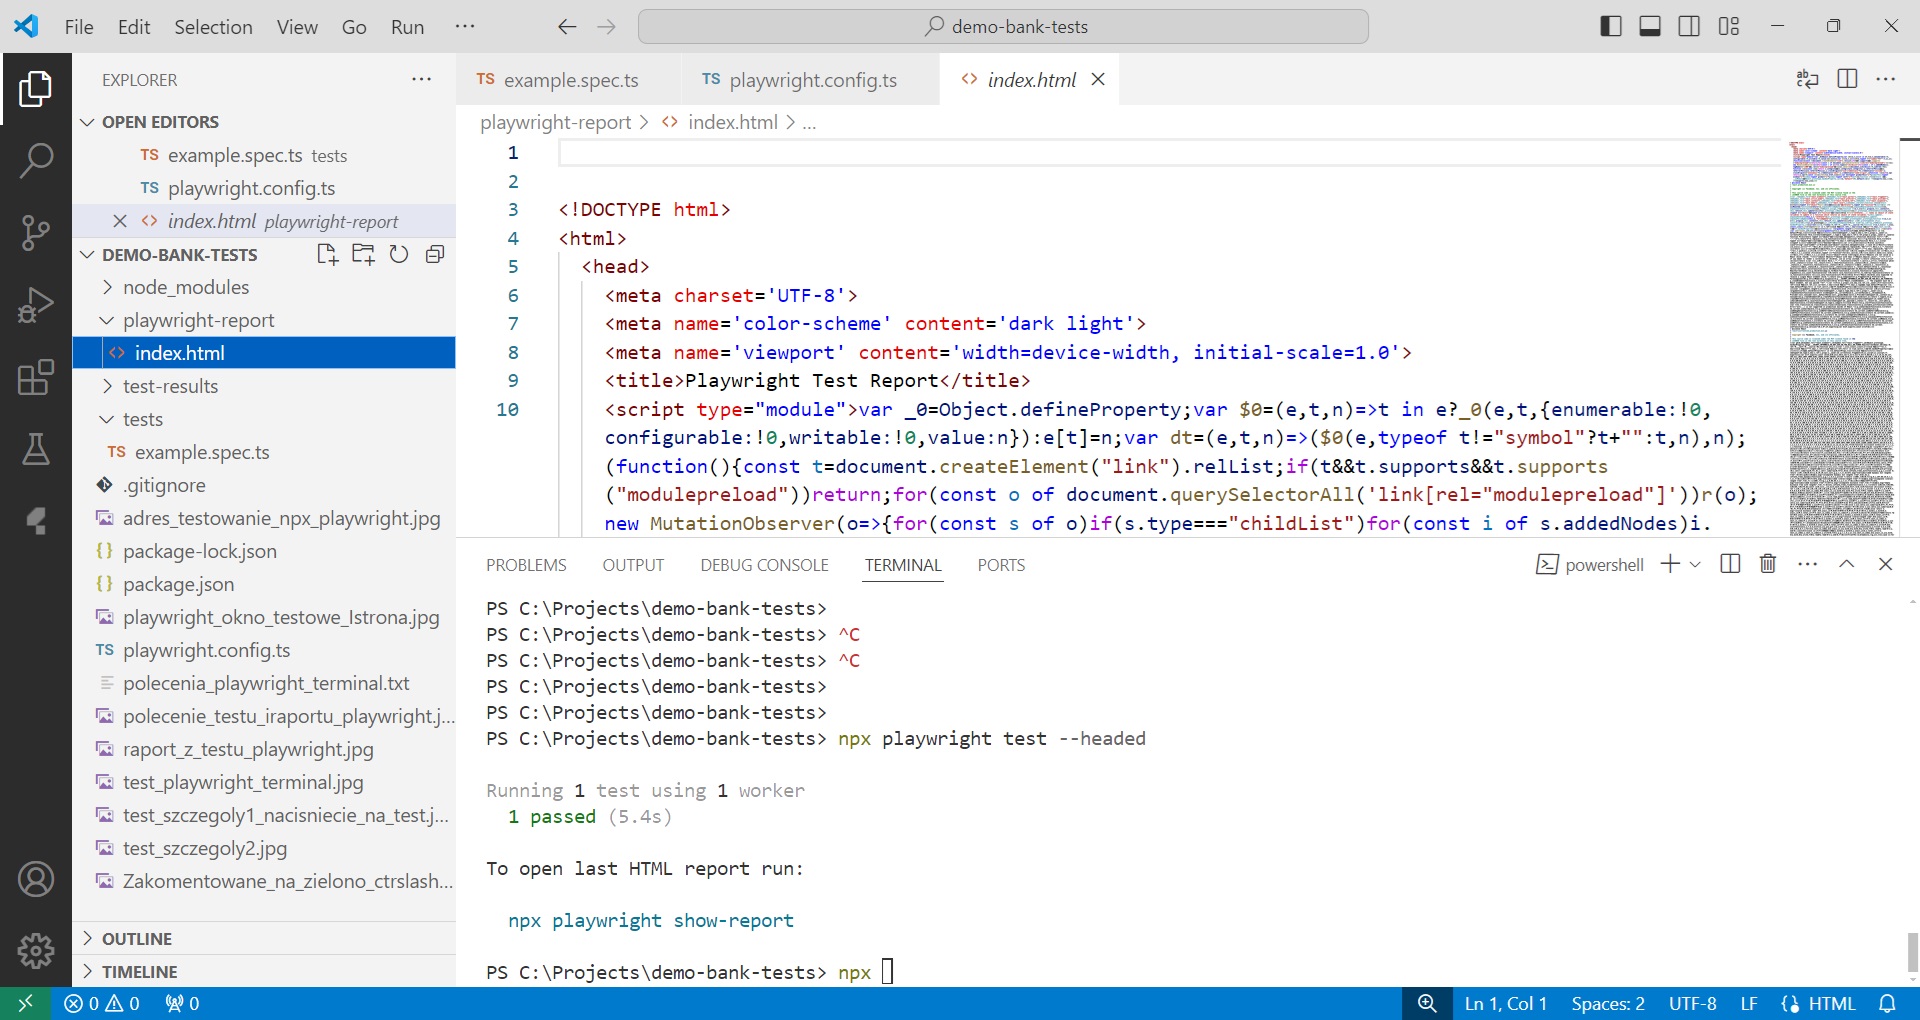 File Edit Selection View Go Run ···
demo-bank-tests
EXPLORER
OPEN EDITORS
TS example.spec.ts tests
TS playwright.config.ts
<> index.html playwright-report
DEMO-BANK-TESTS
node_modules
playwright-report
<> index.html
test-results
tests
TS example.spec.ts
.gitignore
adres_testowanie_npx_playwright.jpg
{} package-lock.json
{} package.json
playwright_okno_testowe_Istrona.jpg
TS playwright.config.ts
polecenia_playwright_terminal.txt
polecenie_testu_iraportu_playwright.j...
raport_z_testu_playwright.jpg
test_playwright_terminal.jpg
test_szczegoly1_nacisniecie_na_test.j...
test_szczegoly2.jpg
Zakomentowane_na_zielono_ctrslash...
OUTLINE
TIMELINE
TS example.spec.ts TS playwright.config.ts <> index.html
playwright-report > <> index.html > ...
1
2
3 <!DOCTYPE html>
4 <html>
5 <head>
6 <meta charset='UTF-8'>
7 <meta name='color-scheme' content='dark light'>
8 <meta name='viewport' content='width=device-width, initial-scale=1.0'>
9 <title>Playwright Test Report</title>
10 <script type="module">var _0=Object.defineProperty;var $0=(e,t,n)=>t in e?_0(e,t,{enumerable:!0,
configurable:!0,writable:!0,value:n}):e[t]=n;var dt=(e,t,n)=>($0(e,typeof t!="symbol"?t+"":t,n),n);
(function(){const t=document.createElement("link").relList;if(t&&t.supports&&t.supports
("modulepreload"))return;for(const o of document.querySelectorAll('link[rel="modulepreload"]'))r(o);
new MutationObserver(o=>{for(const s of o)if(s.type==="childList")for(const i of s.addedNodes)i.
PROBLEMS OUTPUT DEBUG CONSOLE TERMINAL PORTS
powershell
PS C:\Projects\demo-bank-tests>
PS C:\Projects\demo-bank-tests> ^C
PS C:\Projects\demo-bank-tests> ^C
PS C:\Projects\demo-bank-tests>
PS C:\Projects\demo-bank-tests>
PS C:\Projects\demo-bank-tests> npx playwright test --headed
Running 1 test using 1 worker
1 passed (5.4s)
To open last HTML report run:
npx playwright show-report
PS C:\Projects\demo-bank-tests> npx
0 0 0
Ln 1, Col 1 Spaces: 2 UTF-8 LF {} HTML